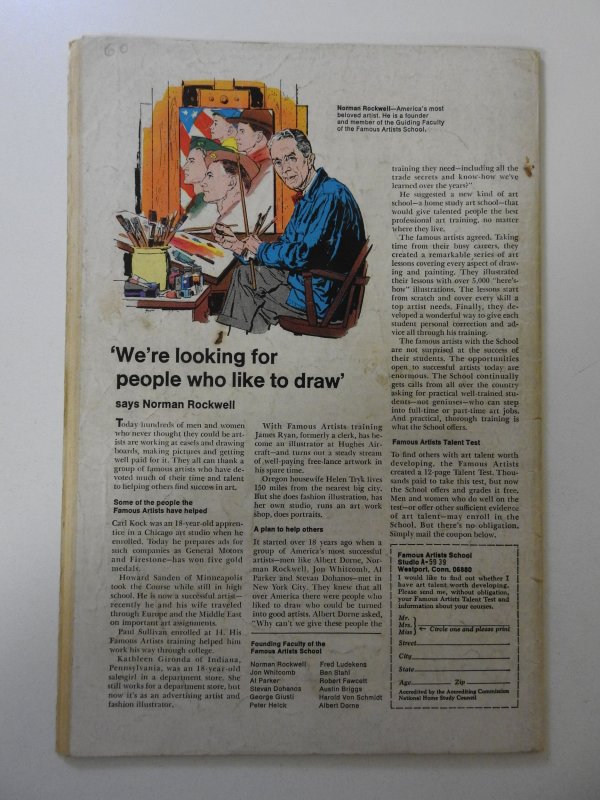 60
Norman Rockwell—America's most
beloved artist. He is a founder
and member of the Guiding Faculty
of the Famous Artists School.
'We're looking for
people who like to draw'
says Norman Rockwell
Today hundreds of men and women
who never thought they could be art-
ists are working at easels and drawing
boards, making pictures and getting
well paid for it. They all can thank a
group of famous artists who have de-
voted much of their time and talent
to helping others find success in art.
Some of the people the
Famous Artists have helped
Carl Kock was an 18-year-old appren-
tice in a Chicago art studio when he
enrolled. Today he prepares ads for
such companies as General Motors
and Firestone—has won five gold
medals.
Howard Sanden of Minneapolis
took the Course while still in high
school. He is now a successful artist—
recently he and his wife traveled
through Europe and the Middle East
on important art assignments.
Paul Sullivan enrolled at 14. His
Famous Artists training helped him
work his way through college.
Kathleen Gironda of Indiana,
Pennsylvania, was an 18-year-old
salesgirl in a department store. She
still works for a department store, but
now it's as an advertising artist and
fashion illustrator.
With Famous Artists training
James Ryan, formerly a clerk, has be-
come an illustrator at Hughes Air-
craft—and turns out a steady stream
of well-paying free-lance artwork in
his spare time.
Oregon housewife Helen Tryk lives
150 miles from the nearest big city.
But she does fashion illustration, has
her own studio, runs an art work
shop, does portraits.
A plan to help others
It started over 18 years ago when a
group of America's most successful
artists—men like Albert Dorne, Nor-
man Rockwell, Jon Whitcomb, Al
Parker and Stevan Dohanos—met in
New York City. They knew that all
over America there were people who
liked to draw who could be turned
into good artists. Albert Dorne asked,
"Why can't we give these people the
Founding Faculty of the
Famous Artists School
Norman Rockwell
Jon Whitcomb
Al Parker
Stevan Dohanos
George Giusti
Peter Helck
Fred Ludekens
Ben Stahl
Robert Fawcett
Austin Briggs
Harold Von Schmidt
Albert Dorne
training they need—including all the
trade secrets and know-how we've
learned over the years?"
He suggested a new kind of art
school—a home study art school—that
would give talented people the best
professional art training, no matter
where they live.
The famous artists agreed. Taking
time from their busy careers, they
created a remarkable series of art
lessons covering every aspect of draw-
ing and painting. They illustrated
their lessons with over 5,000 "here's-
how" illustrations. The lessons start
from scratch and cover every skill a
top artist needs. Finally, they de-
veloped a wonderful way to give each
student personal correction and ad-
vice all through his training.
The famous artists with the School
are not surprised at the success of
their students. The opportunities
open to successful artists today are
enormous. The School continually
gets calls from all over the country
asking for practical well-trained stu-
dents—not geniuses—who can step
into full-time or part-time art jobs.
And practical, thorough training is
what the School offers.
Famous Artists Talent Test
To find others with art talent worth
developing, the Famous Artists
created a 12-page Talent Test. Thou-
sands paid to take this test, but now
the School offers and grades it free.
Men and women who do well on the
test—or offer other sufficient evidence
of art talent—may enroll in the
School. But there's no obligation.
Simply mail the coupon below.
Famous Artists School
Studio A-5939
Westport, Conn. 06880
I would like to find out whether I
have art talent worth developing.
Please send me, without obligation,
your Famous Artists Talent Test and
information about your courses.
Mr.
Mrs.
Miss
Circle one and please print
Street
City
State
Age Zip
Accredited by the Accrediting Commission
National Home Study Council